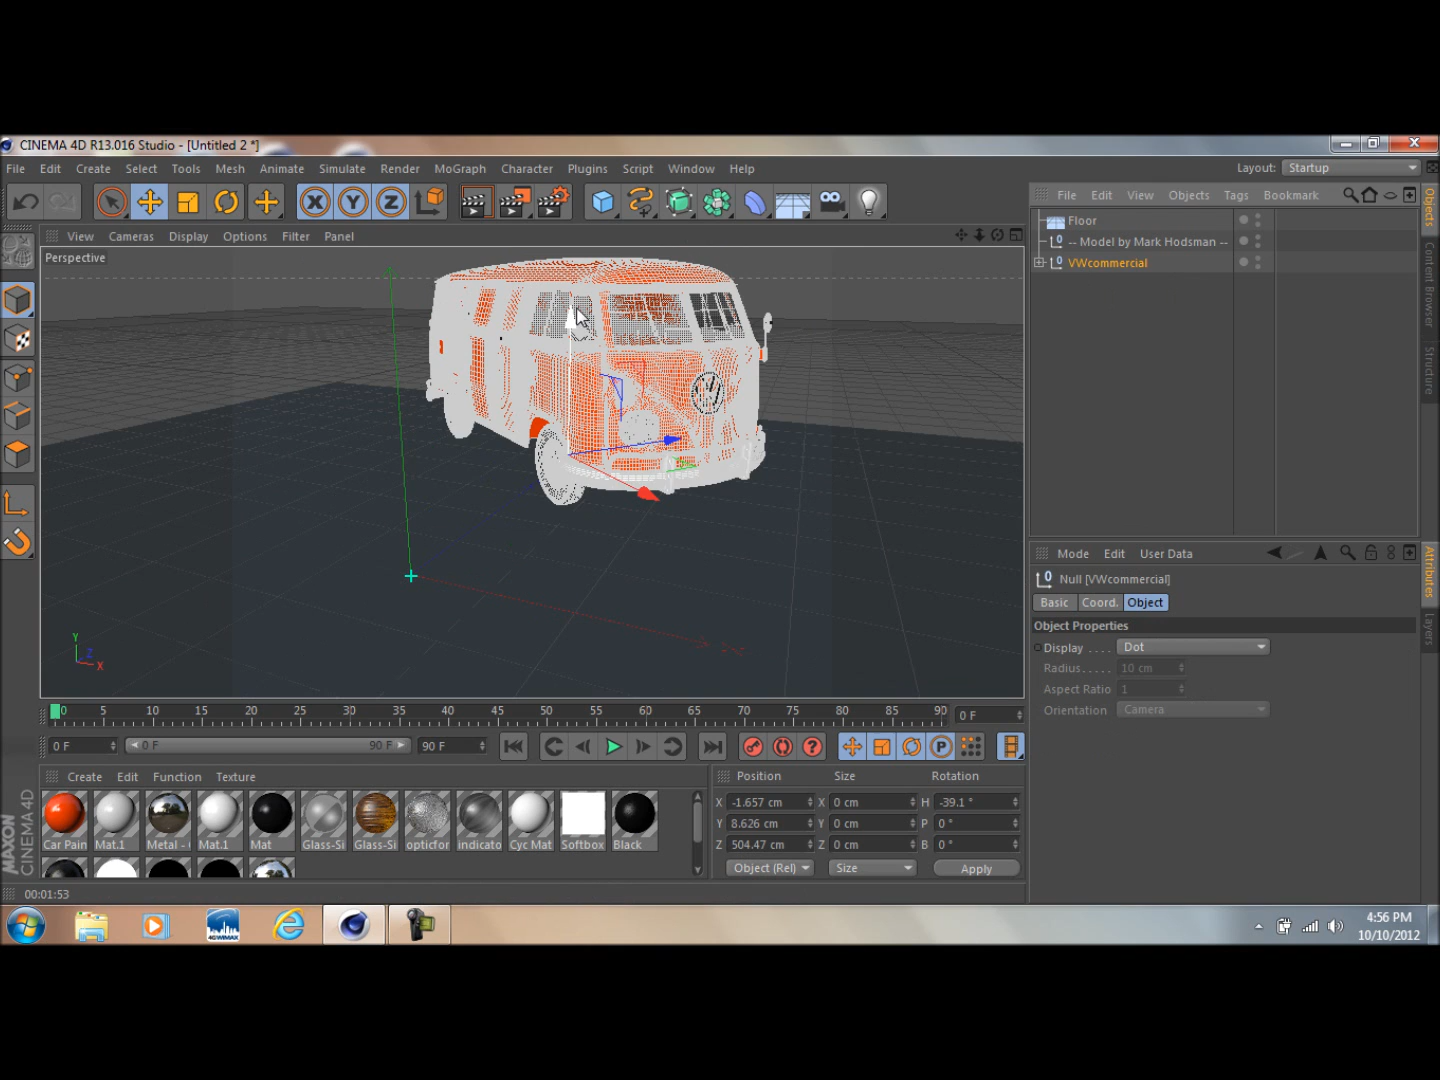 CINEMA 4D R13.016 Studio - [Untitled 2 *]
File Edit Create Select Tools Mesh Animate Simulate Render MoGraph Character Plugins Script Window Help
Layout: Startup
X Y Z
File Edit View Objects Tags Bookmark
View Cameras Display Options Filter Panel
Perspective
Floor
-- Model by Mark Hodsman --
VWcommercial
Objects
Content Browser
Structure
Mode Edit User Data
Null [VWcommercial]
Basic Coord. Object
Object Properties
Display . . . . Dot
Radius. . . . . 10 cm
Aspect Ratio 1
Orientation Camera
Attributes
Layers
Y
Z
X
0 5 10 15 20 25 30 35 40 45 50 55 60 65 70 75 80 85 90
0 F
0 F 0 F 90 F 90 F
P
Create Edit Function Texture
Car Pain Mat.1 Metal - Mat.1 Mat Glass-Si Glass-Si opticfor indicato Cyc Mat Softbox Black
Position Size Rotation
X -1.657 cm X 0 cm H -39.1 °
Y 8.626 cm Y 0 cm P 0 °
Z 504.47 cm Z 0 cm B 0 °
Object (Rel) Size Apply
MAXON
CINEMA 4D
00:01:53
4:56 PM
10/10/2012